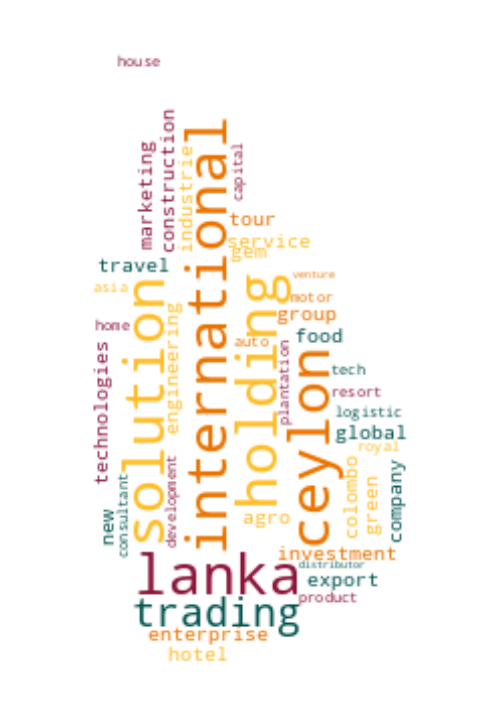 house
marketing
construction
industrie
international
capital
tour
service
gem
travel
asia
solution
holding
venture
motor
group
home
engineering
auto
food
technologies
plantation
ceylon
tech
resort
logistic
global
royal
new
consultant
development
colombo
green
company
agro
investment
lanka
distributor
export
product
trading
enterprise
hotel